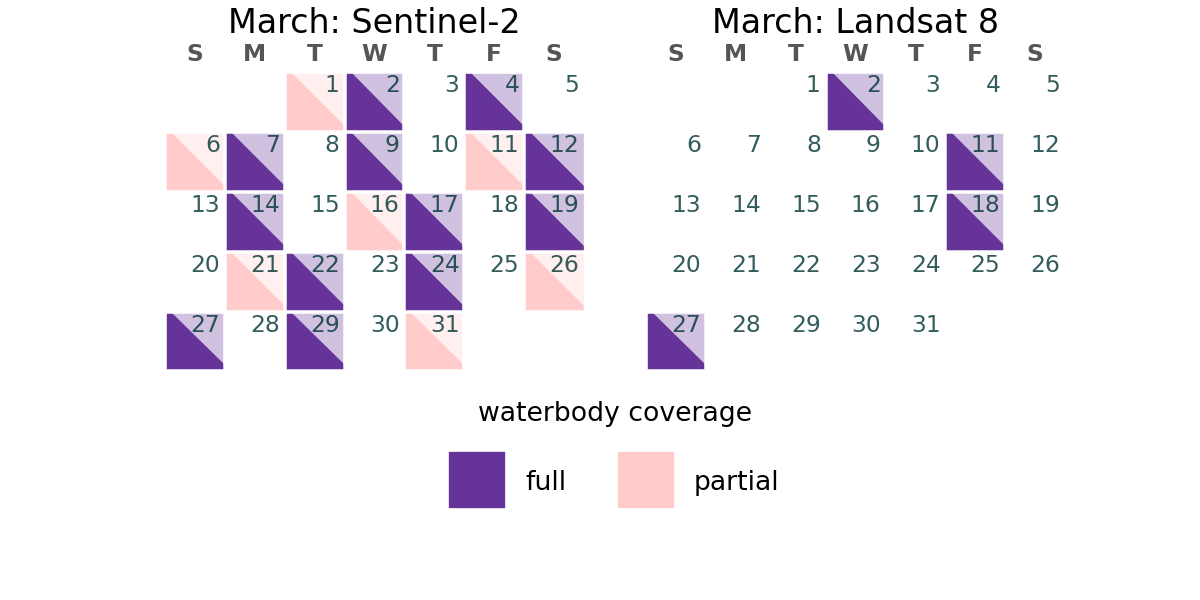 March: Sentinel-2
S M T W T F S
1 2 3 4 5
6 7 8 9 10 11 12
13 14 15 16 17 18 19
20 21 22 23 24 25 26
27 28 29 30 31
March: Landsat 8
S M T W T F S
1 2 3 4 5
6 7 8 9 10 11 12
13 14 15 16 17 18 19
20 21 22 23 24 25 26
27 28 29 30 31
waterbody coverage
full partial